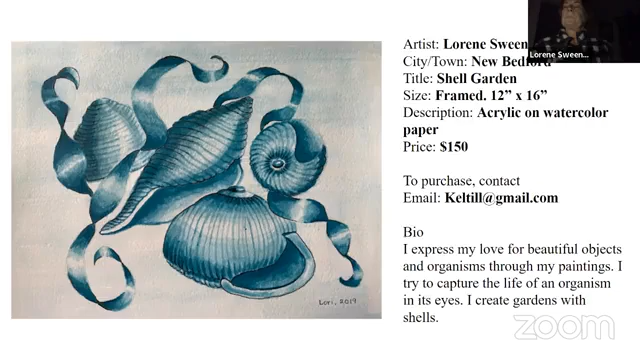 Artist: Lorene Sween
City/Town: New Bedford
Title: Shell Garden
Size: Framed. 12” x 16”
Description: Acrylic on watercolor
paper
Price: $150
To purchase, contact
Email: Keltill@gmail.com
Bio
I express my love for beautiful objects
and organisms through my paintings. I
try to capture the life of an organism
in its eyes. I create gardens with
shells.
Lorene Sween...
Lori, 2019
zoom